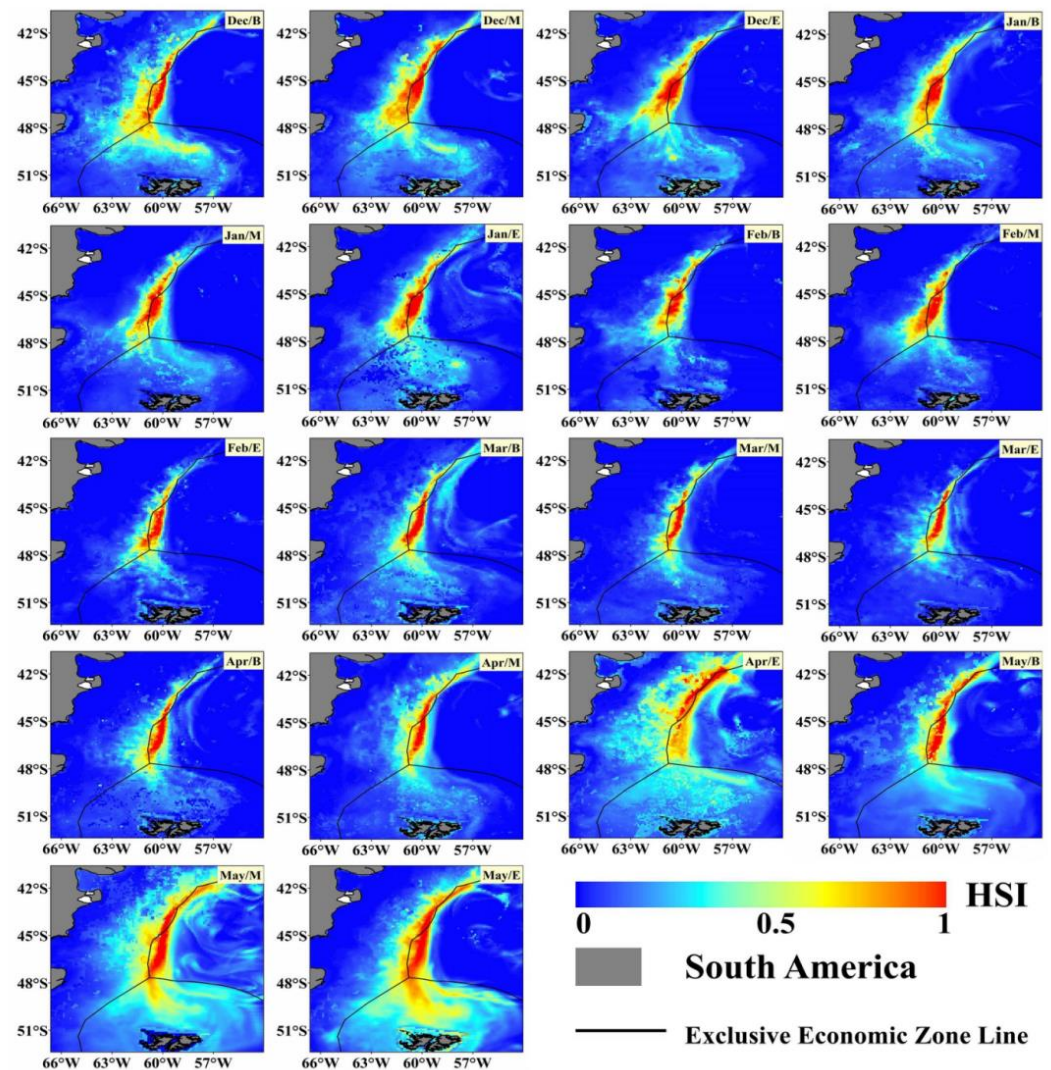 Dec/B
Dec/M
Dec/E
Jan/B
42°S
45°S
48°S
51°S
42°S
45°S
48°S
51°S
42°S
45°S
48°S
51°S
42°S
45°S
48°S
51°S
66°W 63°W 60°W 57°W
66°W 63°W 60°W 57°W
66°W 63°W 60°W 57°W
66°W 63°W 60°W 57°W
Jan/M
Jan/E
Feb/B
Feb/M
42°S
45°S
48°S
51°S
42°S
45°S
48°S
51°S
42°S
45°S
48°S
51°S
42°S
45°S
48°S
51°S
66°W 63°W 60°W 57°W
66°W 63°W 60°W 57°W
66°W 63°W 60°W 57°W
66°W 63°W 60°W 57°W
Feb/E
Mar/B
Mar/M
Mar/E
42°S
45°S
48°S
51°S
42°S
45°S
48°S
51°S
42°S
45°S
48°S
51°S
42°S
45°S
48°S
51°S
66°W 63°W 60°W 57°W
66°W 63°W 60°W 57°W
66°W 63°W 60°W 57°W
66°W 63°W 60°W 57°W
Apr/B
Apr/M
Apr/E
May/B
42°S
45°S
48°S
51°S
42°S
45°S
48°S
51°S
42°S
45°S
48°S
51°S
42°S
45°S
48°S
51°S
66°W 63°W 60°W 57°W
66°W 63°W 60°W 57°W
66°W 63°W 60°W 57°W
66°W 63°W 60°W 57°W
May/M
May/E
42°S
45°S
48°S
51°S
42°S
45°S
48°S
51°S
66°W 63°W 60°W 57°W
66°W 63°W 60°W 57°W
HSI
0 0.5 1
South America
Exclusive Economic Zone Line